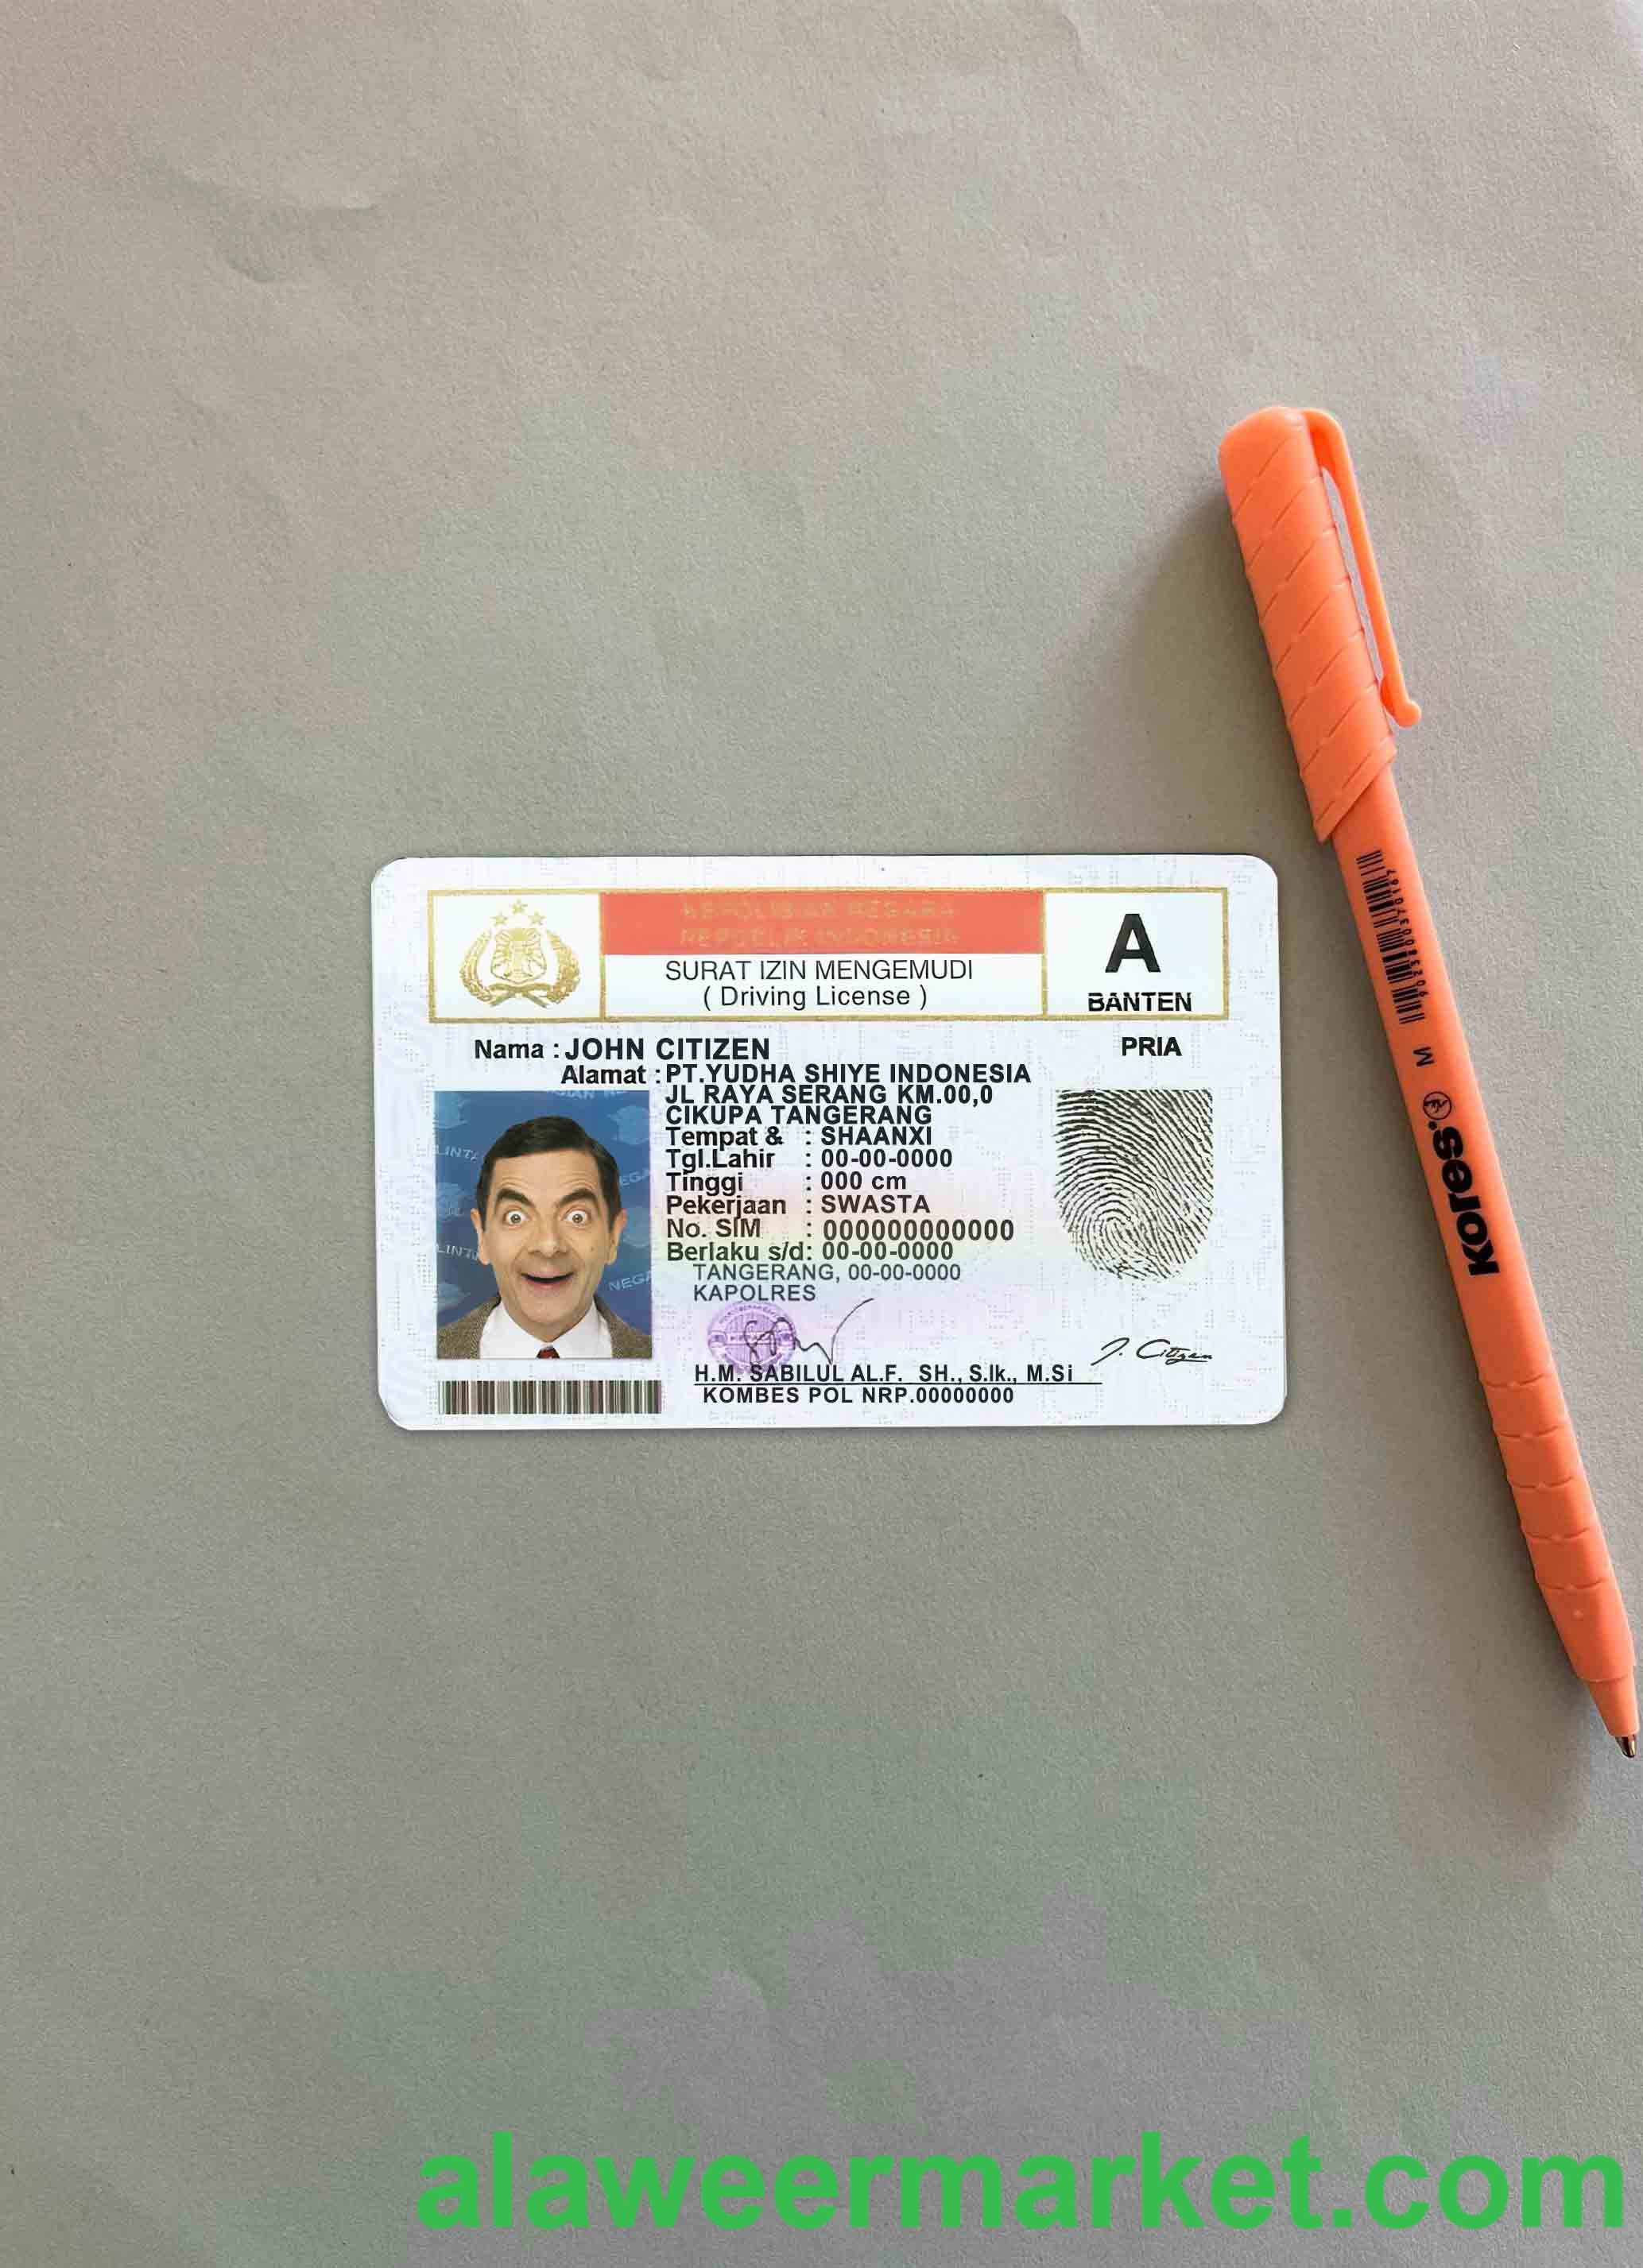 KEPOLISIAN NEGARA
REPUBLIK INDONESIA
SURAT IZIN MENGEMUDI
( Driving License )
A
BANTEN
Nama : JOHN CITIZEN
PRIA
Alamat : PT.YUDHA SHIYE INDONESIA
JL RAYA SERANG KM.00,0
CIKUPA TANGERANG
Tempat & : SHAANXI
Tgl.Lahir : 00-00-0000
Tinggi : 000 cm
Pekerjaan : SWASTA
No. SIM : 000000000000
Berlaku s/d: 00-00-0000
TANGERANG, 00-00-0000
KAPOLRES
J. Citizen
H.M. SABILUL AL.F. SH., S.Ik., M.Si
KOMBES POL NRP.00000000
LINTA
NEGA
Kores®
M
alaweermarket.com